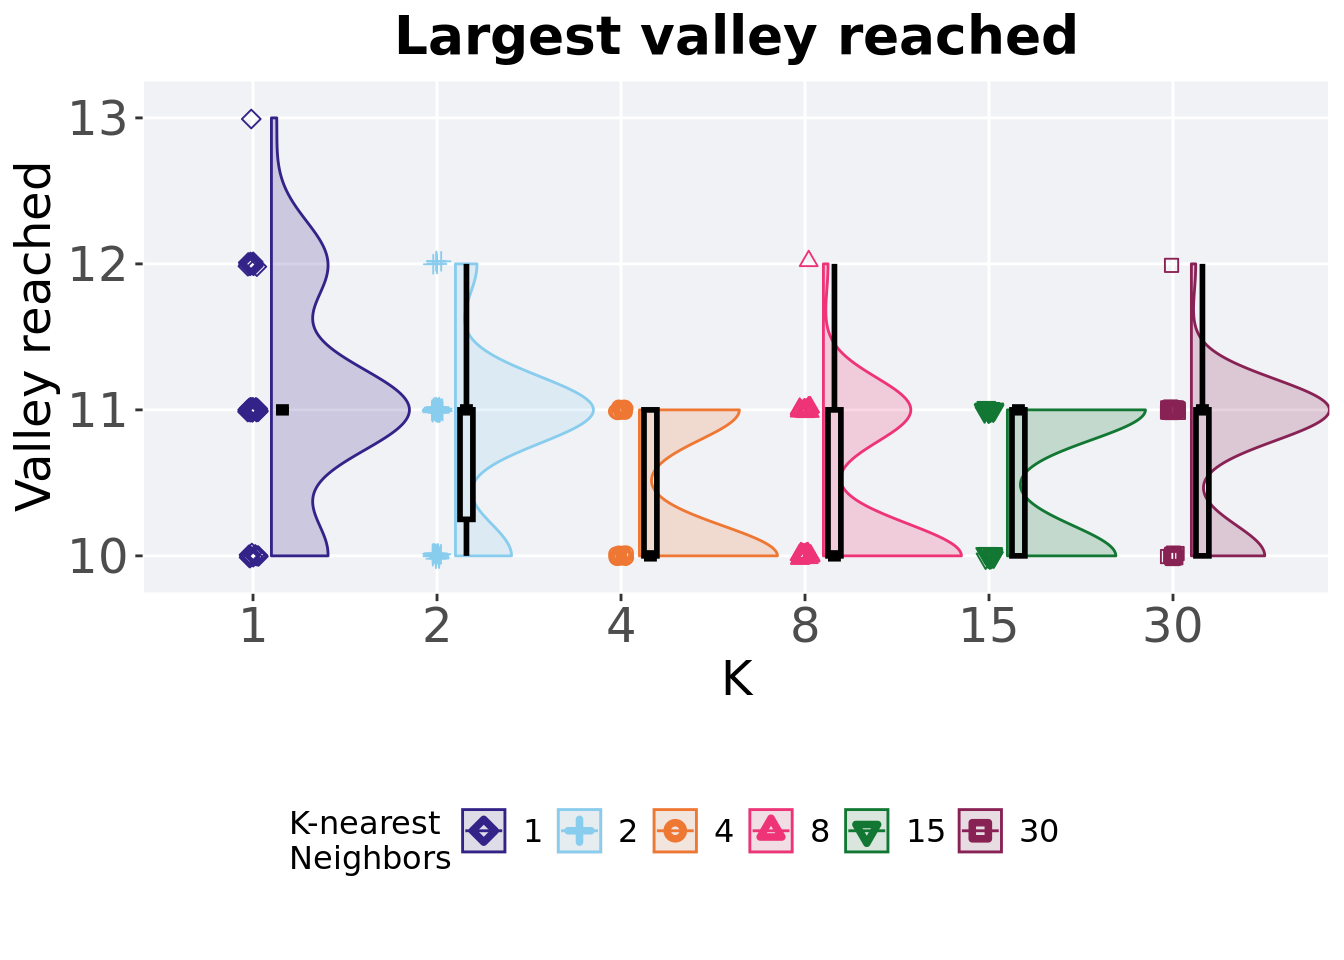 Largest valley reached
Valley reached
13
12
11
10
1 2 4 8 15 30
K
K-nearest
Neighbors
1 2 4 8 15 30